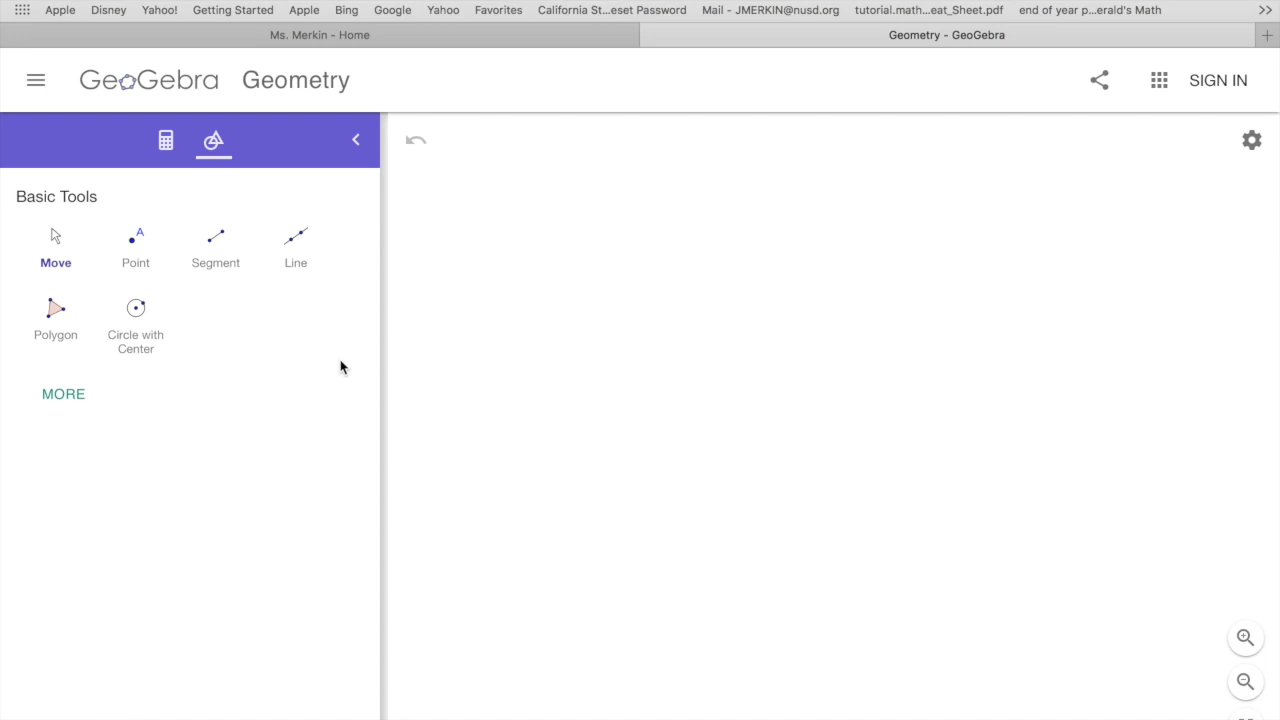 Apple Disney Yahoo! Getting Started Apple Bing Google Yahoo Favorites California St...eset Password Mail - JMERKIN@nusd.org tutorial.math...eat_Sheet.pdf end of year p...erald's Math >>
Ms. Merkin - Home Geometry - GeoGebra +
GeoGebra Geometry SIGN IN
Basic Tools
A
Move Point Segment Line
Polygon Circle with
Center
MORE